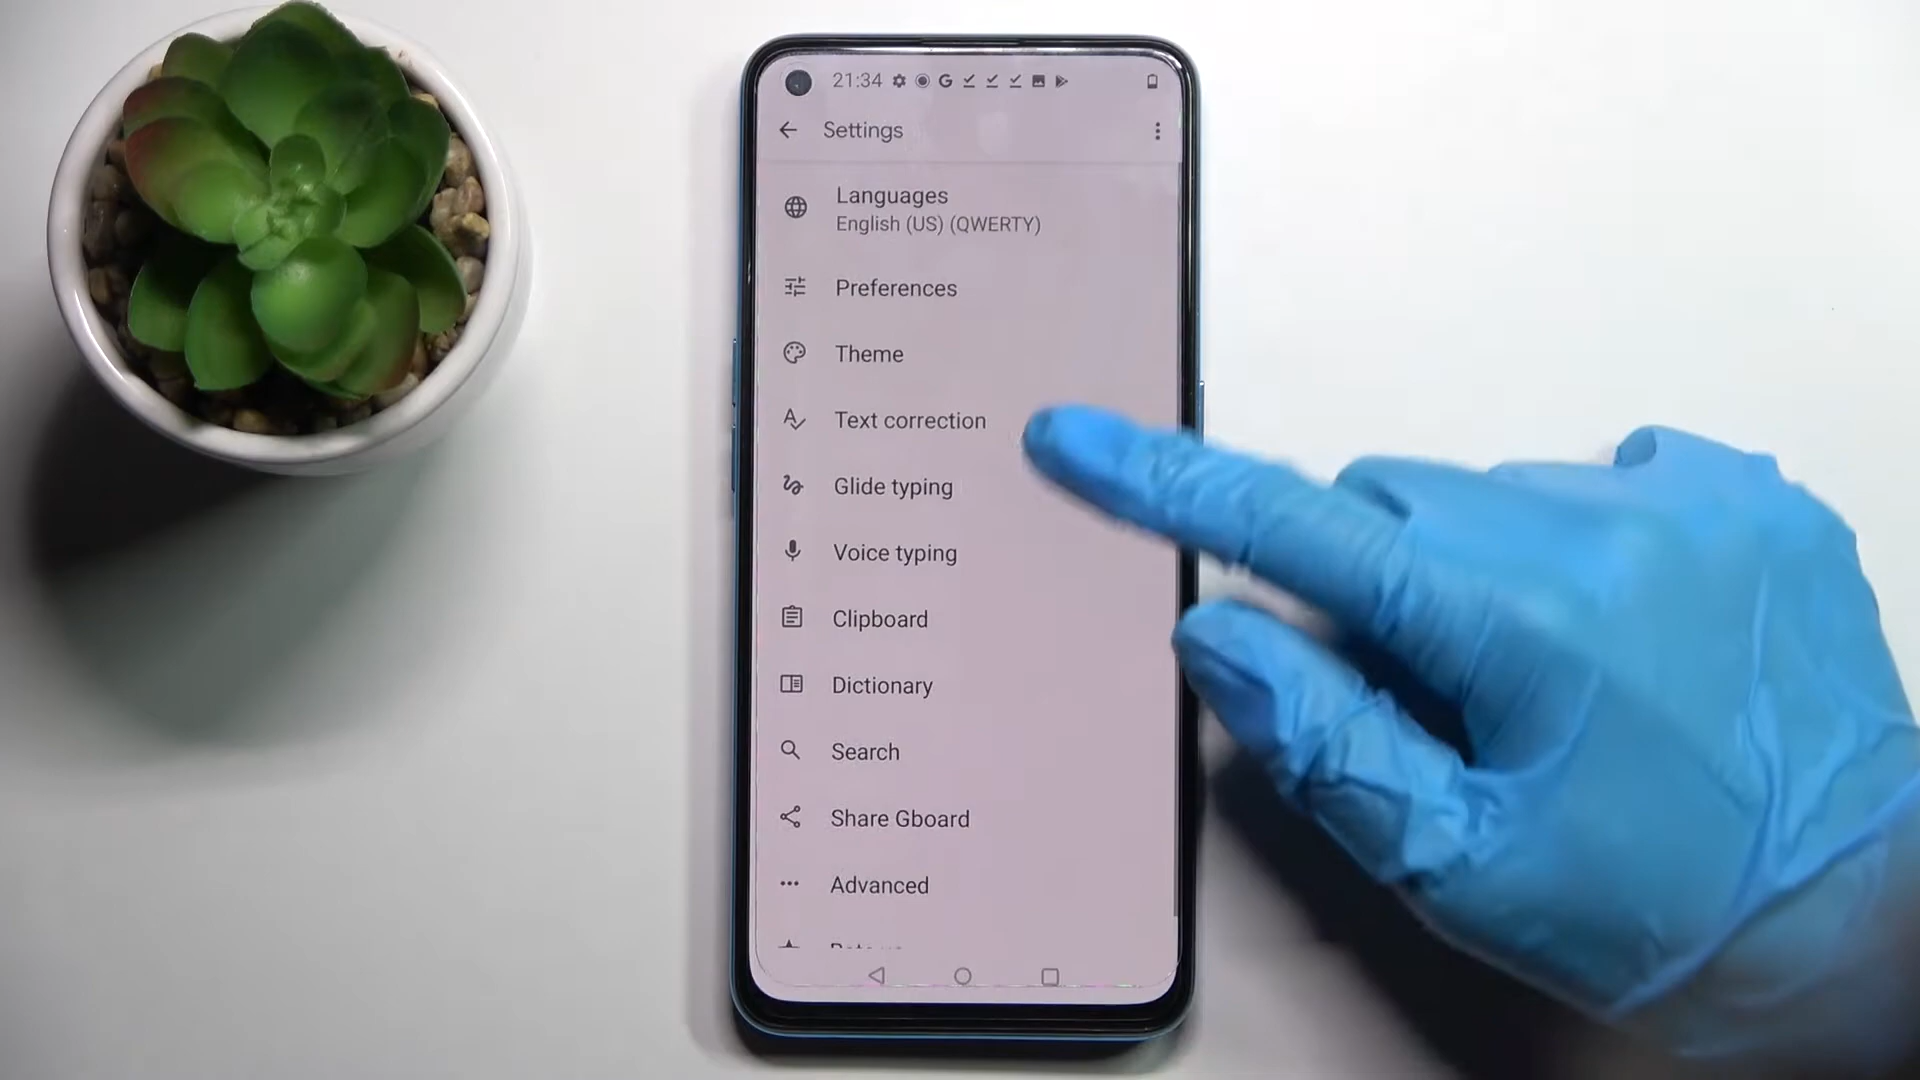 21:34
Settings
Languages
English (US) (QWERTY)
Preferences
Theme
Text correction
Glide typing
Voice typing
Clipboard
Dictionary
Search
Share Gboard
Advanced